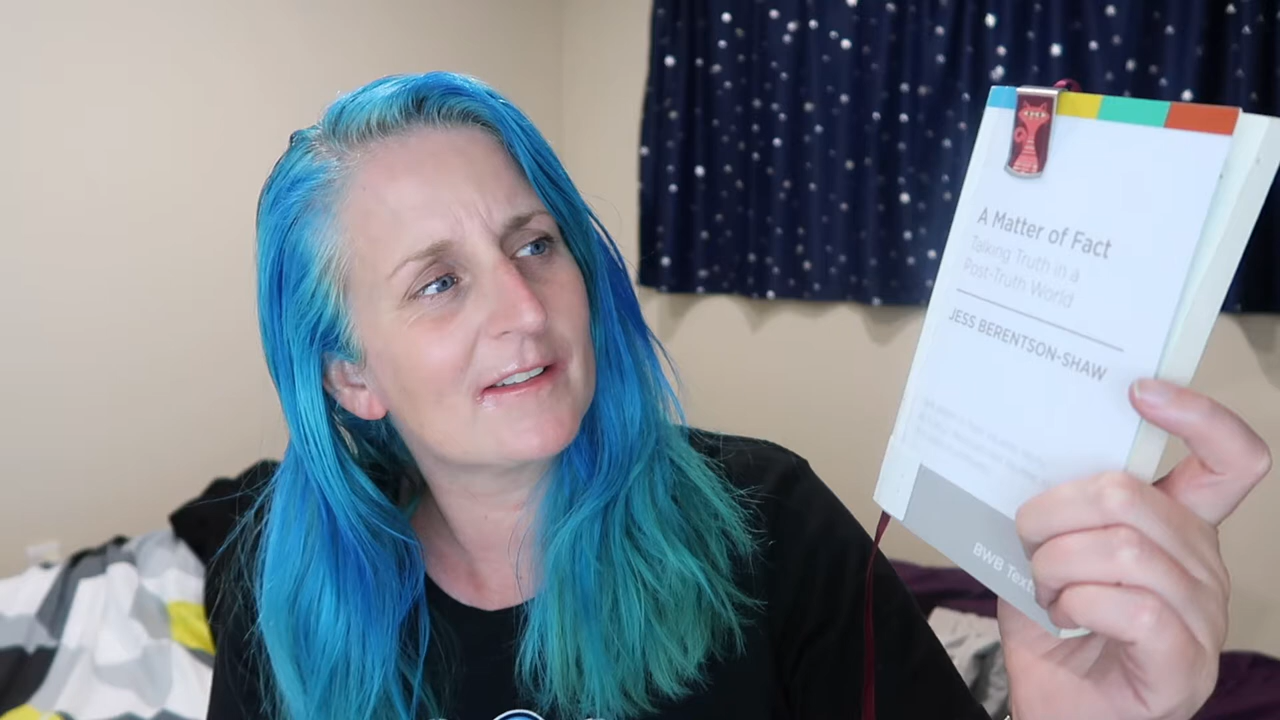 A Matter of Fact
Talking Truth in a
Post-Truth World
JESS BERENTSON-SHAW
BWB Texts